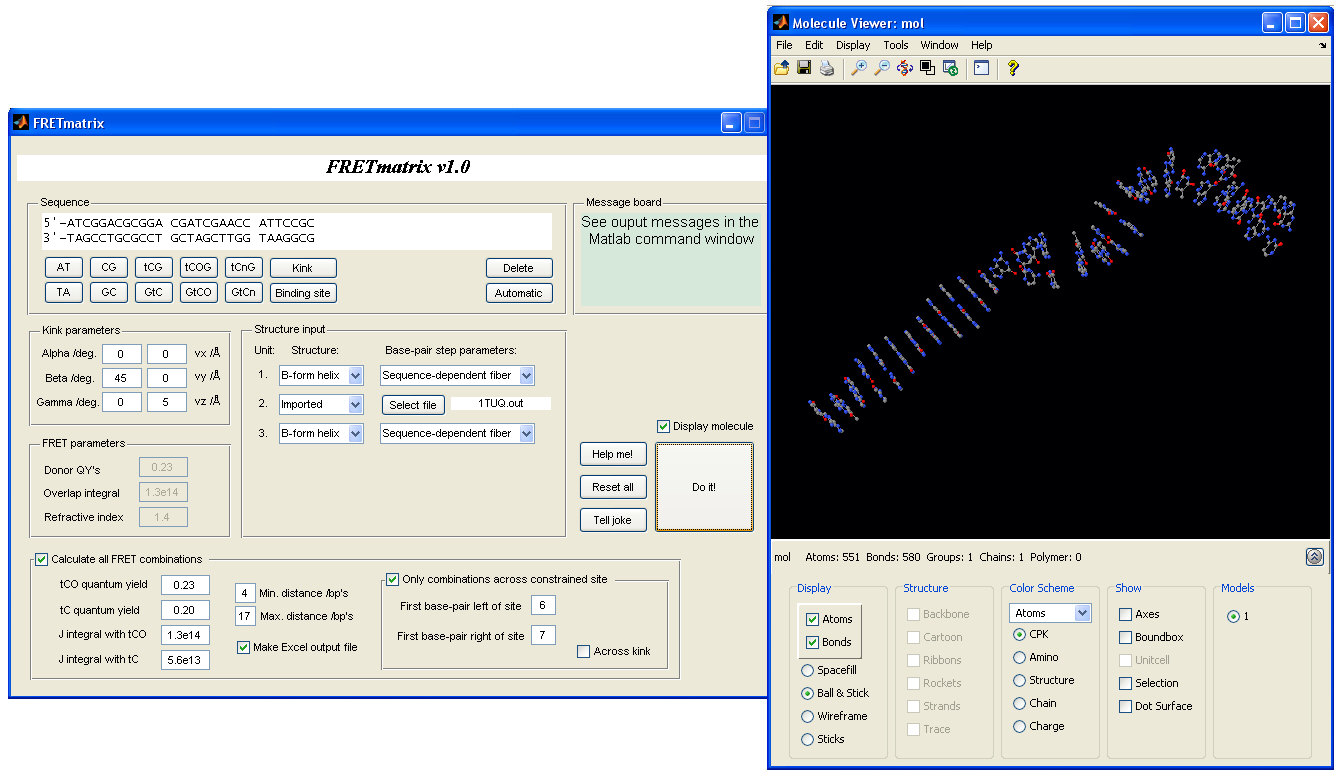 FRETmatrix
FRETmatrix v1.0
Sequence
5'-ATCGGACGCGGA CGATCGAACC ATTCCGC
3'-TAGCCTGCGCCT GCTAGCTTGG TAAGGCG
AT CG tCG tCOG tCnG Kink Delete
TA GC GtC GtCO GtCn Binding site Automatic
Message board
See ouput messages in the
Matlab command window
Kink parameters
Alpha /deg. 0 0 vx /Å
Beta /deg. 45 0 vy /Å
Gamma /deg. 0 5 vz /Å
FRET parameters
Donor QY's 0.23
Overlap integral 1.3e14
Refractive index 1.4
Structure input
Unit: Structure: Base-pair step parameters:
1. B-form helix Sequence-dependent fiber
2. Imported Select file 1TUQ.out
3. B-form helix Sequence-dependent fiber
Display molecule
Help me!
Reset all
Tell joke
Do it!
Calculate all FRET combinations
tCO quantum yield 0.23
tC quantum yield 0.20
J integral with tCO 1.3e14
J integral with tC 5.6e13
4 Min. distance /bp's
17 Max. distance /bp's
Make Excel output file
Only combinations across constrained site
First base-pair left of site 6
First base-pair right of site 7
Across kink
Molecule Viewer: mol
File Edit Display Tools Window Help
mol Atoms: 551 Bonds: 580 Groups: 1 Chains: 1 Polymer: 0
Display
Atoms
Bonds
Spacefill
Ball & Stick
Wireframe
Sticks
Structure
Backbone
Cartoon
Ribbons
Rockets
Strands
Trace
Color Scheme
Atoms
CPK
Amino
Structure
Chain
Charge
Show
Axes
Boundbox
Unitcell
Selection
Dot Surface
Models
1